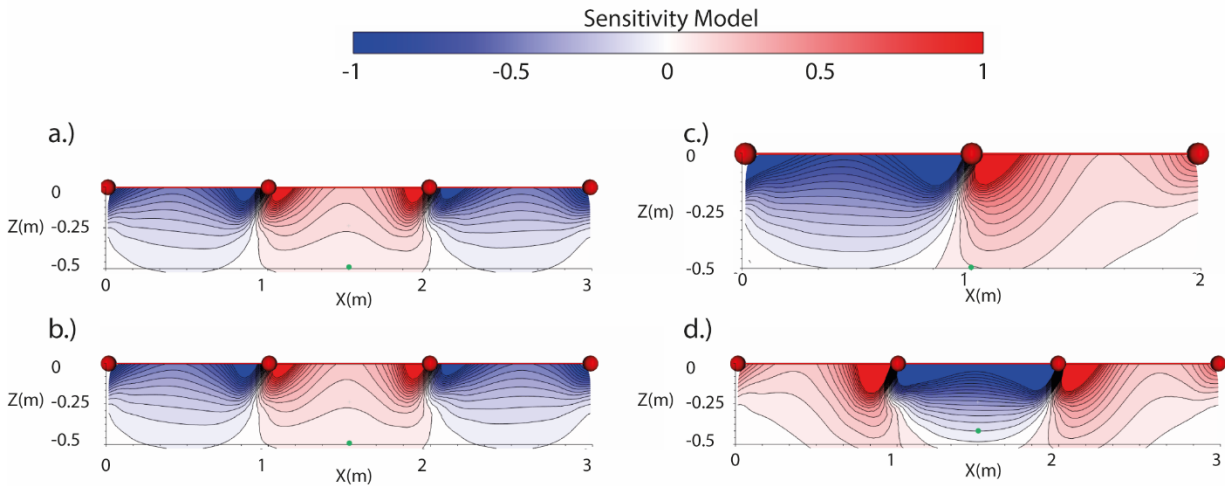 Sensitivity Model
-1 -0.5 0 0.5 1
a.)
0
Z(m) -0.25
-0.5
0 1 2 3
X(m)
b.)
0
Z(m) -0.25
-0.5
0 1 2 3
X(m)
c.)
0
Z(m) -0.25
-0.5
0 1 2
X(m)
d.)
0
Z(m) -0.25
-0.5
0 1 2 3
X(m)